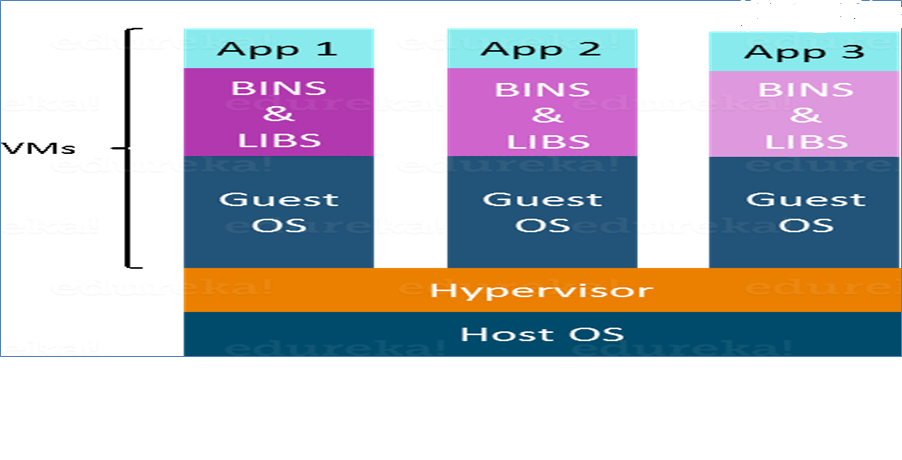 App 1
App 2
App 3
BINS
&
LIBS
BINS
&
LIBS
BINS
&
LIBS
VMs
Guest
OS
Guest
OS
Guest
OS
Hypervisor
Host OS
edureka!